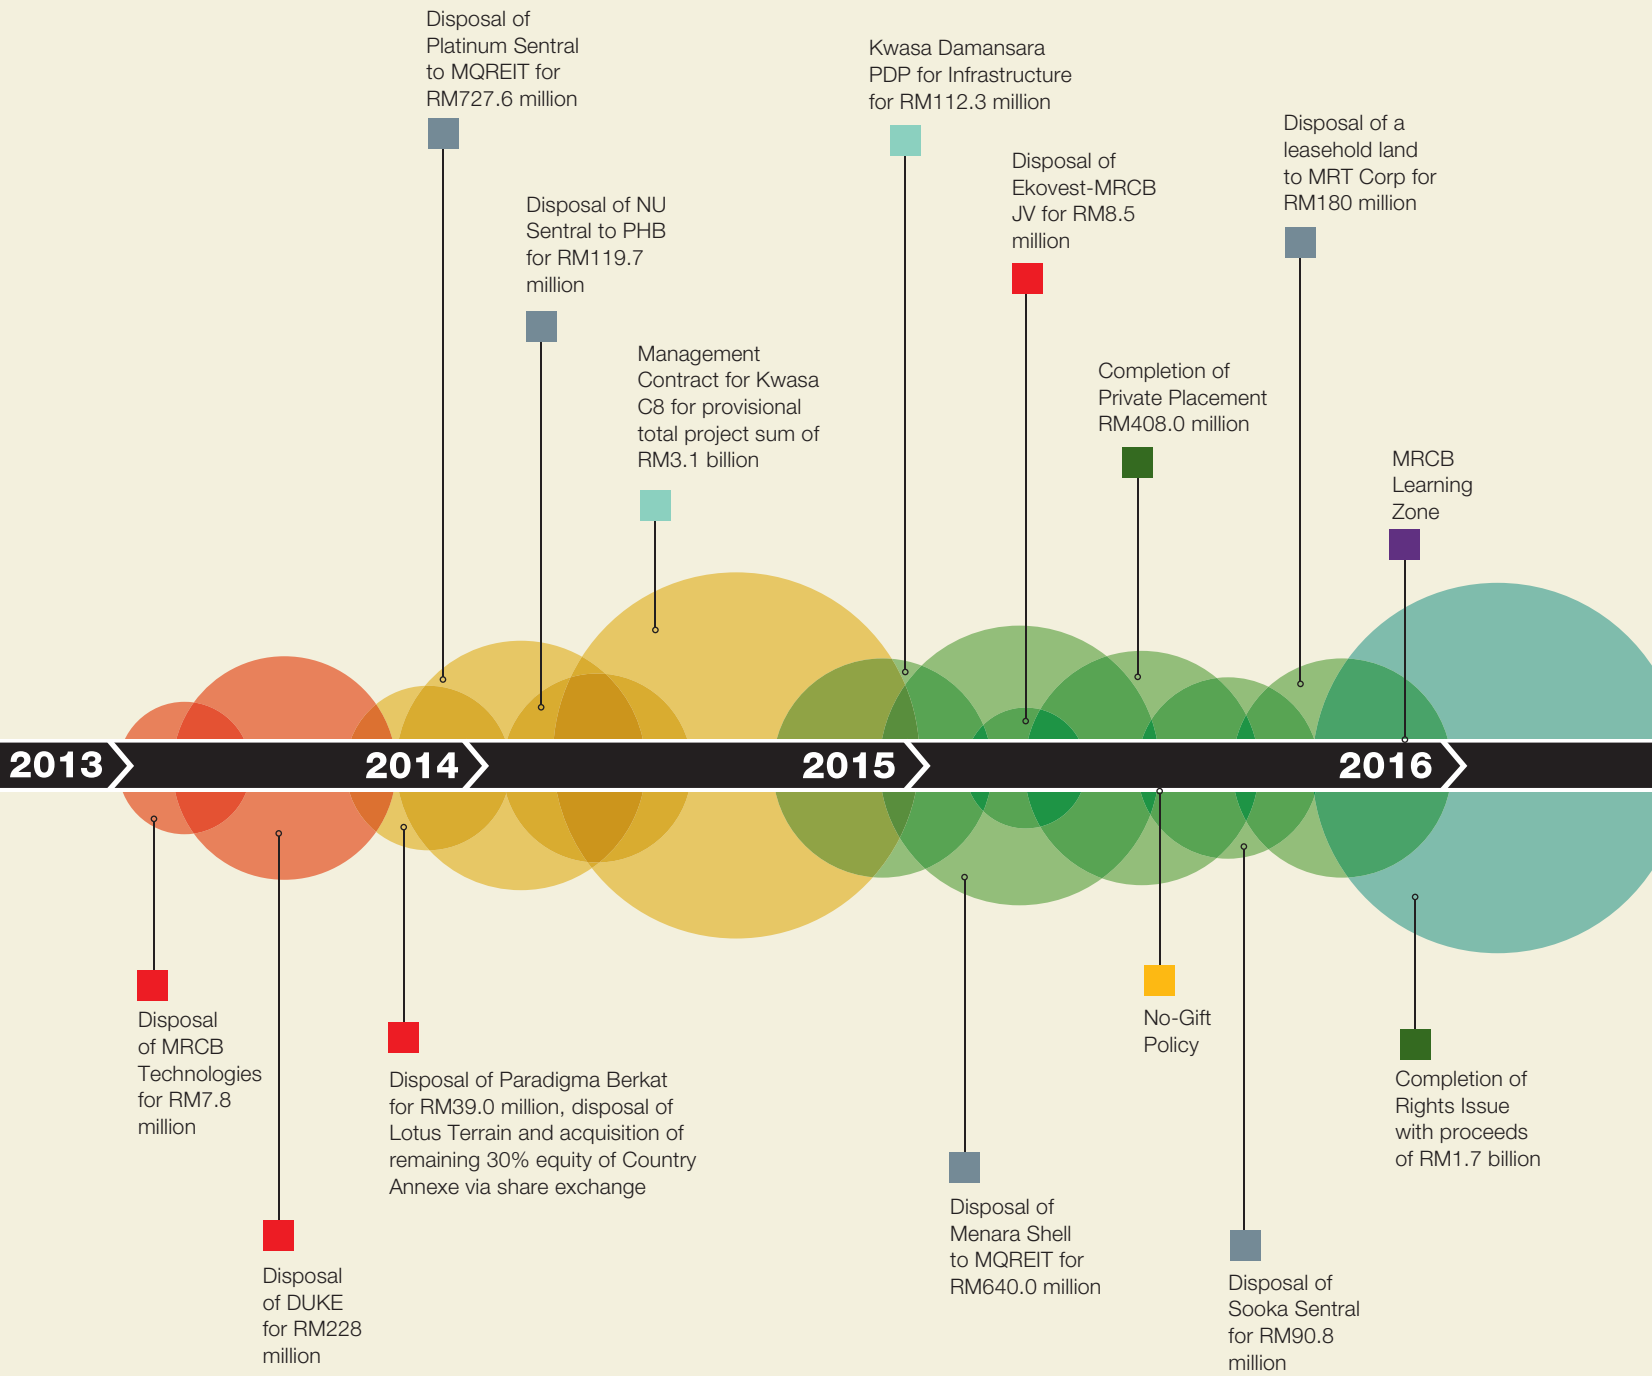 Disposal of
Platinum Sentral
to MQREIT for
RM727.6 million
Disposal of NU
Sentral to PHB
for RM119.7
million
Management
Contract for Kwasa
C8 for provisional
total project sum of
RM3.1 billion
Kwasa Damansara
PDP for Infrastructure
for RM112.3 million
Disposal of
Ekovest-MRCB
JV for RM8.5
million
Completion of
Private Placement
RM408.0 million
Disposal of a
leasehold land
to MRT Corp for
RM180 million
MRCB
Learning
Zone
2013
2014
2015
2016
Disposal
of MRCB
Technologies
for RM7.8
million
Disposal
of DUKE
for RM228
million
Disposal of Paradigma Berkat
for RM39.0 million, disposal of
Lotus Terrain and acquisition of
remaining 30% equity of Country
Annexe via share exchange
Disposal of
Menara Shell
to MQREIT for
RM640.0 million
No-Gift
Policy
Disposal of
Sooka Sentral
for RM90.8
million
Completion of
Rights Issue
with proceeds
of RM1.7 billion